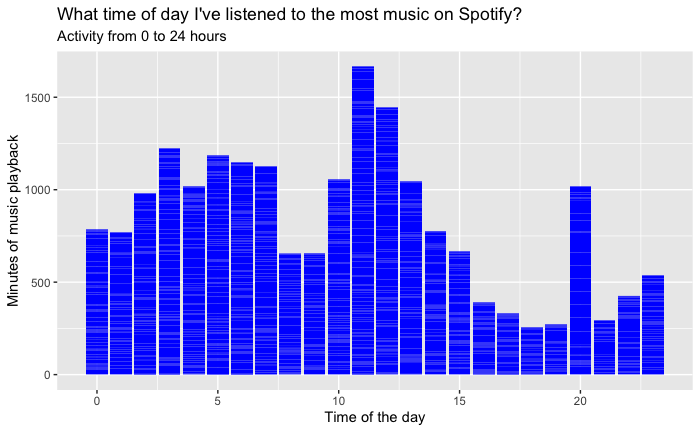 What time of day I've listened to the most music on Spotify?
Activity from 0 to 24 hours
Minutes of music playback
1500
1000
500
0
0 5 10 15 20
Time of the day